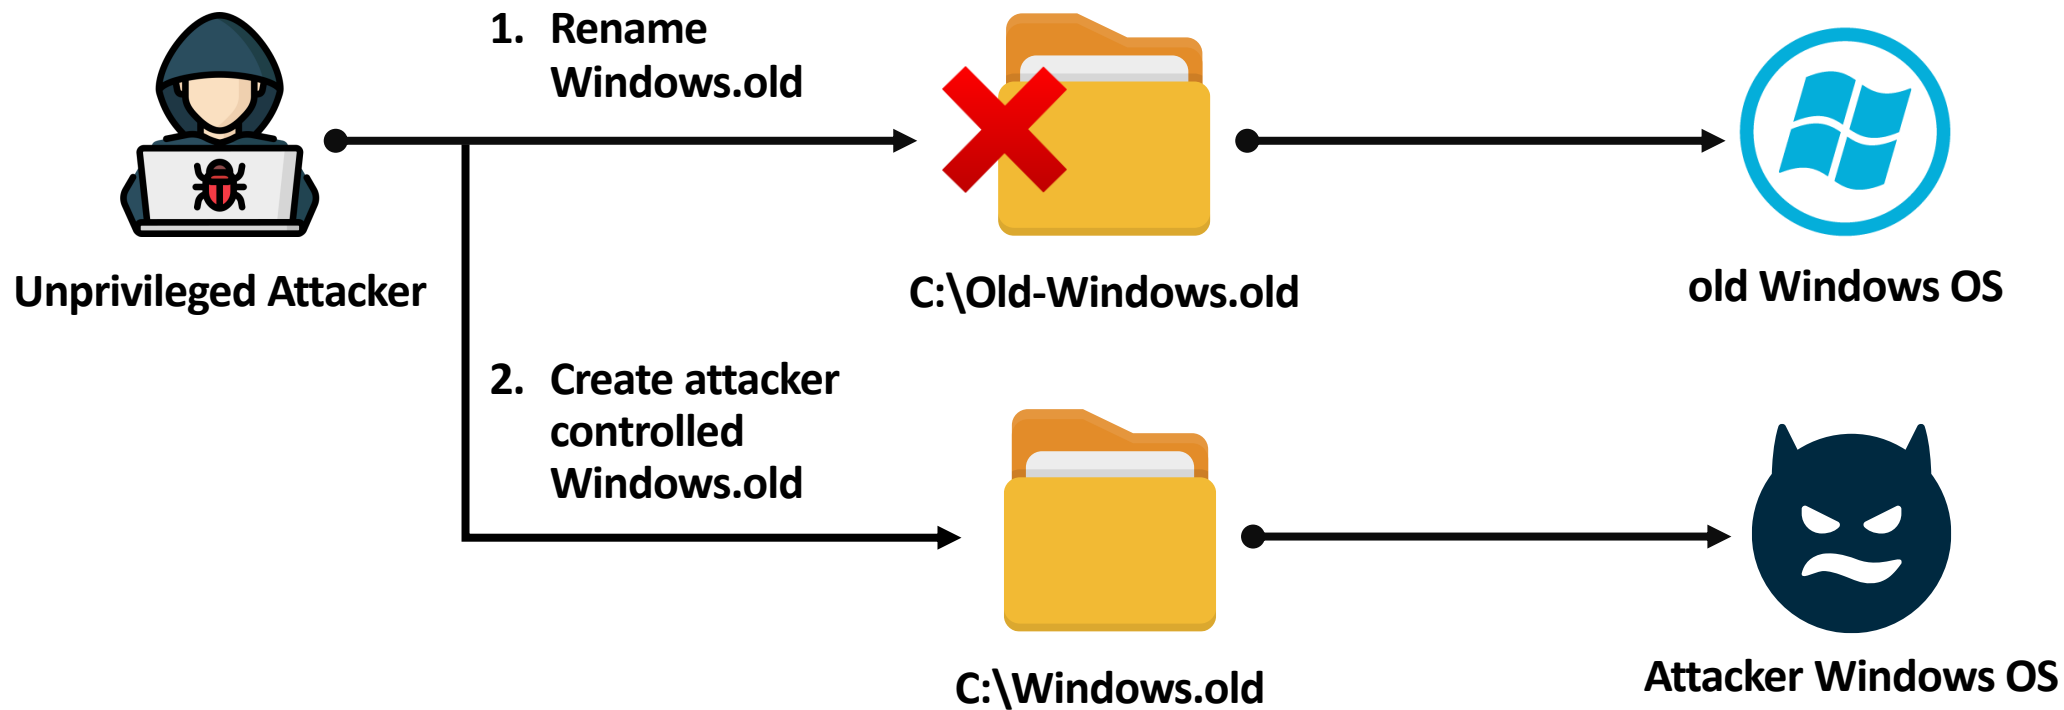 1. Rename
Windows.old
Unprivileged Attacker
C:\Old-Windows.old
old Windows OS
2. Create attacker
controlled
Windows.old
C:\Windows.old
Attacker Windows OS